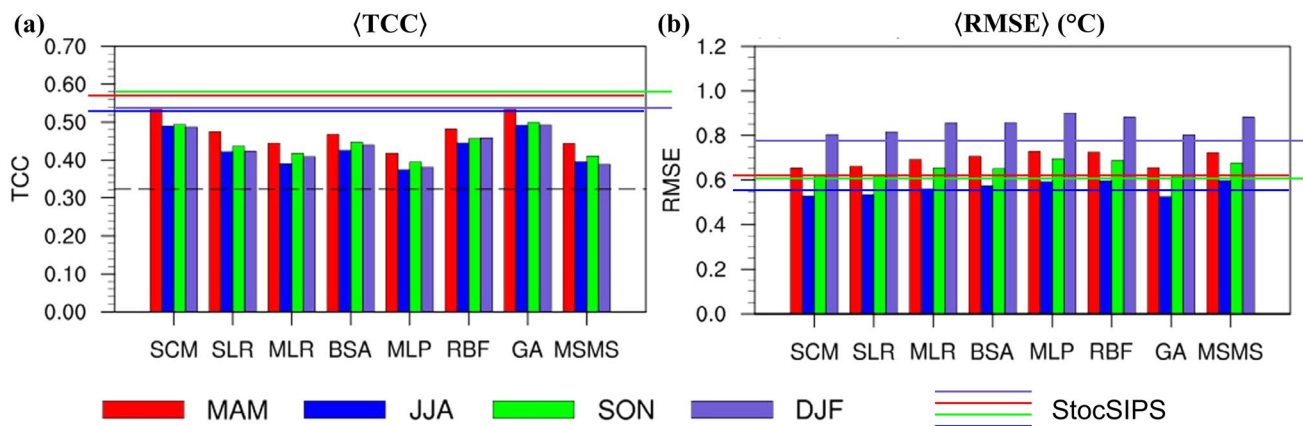 (a) ⟨TCC⟩ (b) ⟨RMSE⟩ (°C)
0.70
0.60
0.50
0.40
0.30
0.20
0.10
0.00
TCC
SCM SLR MLR BSA MLP RBF GA MSMS
1.2
1.0
0.8
0.6
0.4
0.2
0.0
RMSE
SCM SLR MLR BSA MLP RBF GA MSMS
MAM JJA SON DJF StocSIPS